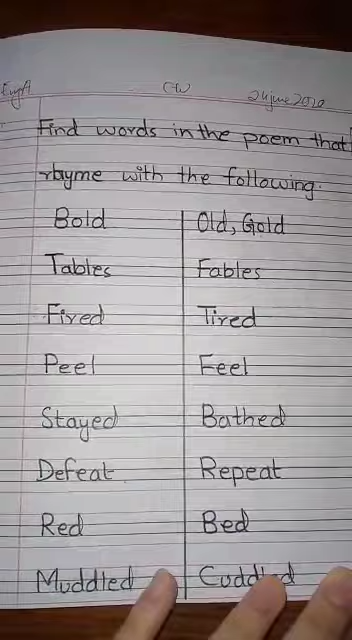 Eng A CW 24 june 2020
Find words in the poem that
rhyme with the following.
Bold Old, Gold
Tables Fables
Fired Tired
Peel Feel
Stayed Bathed
Defeat Repeat
Red Bed
Muddled Cuddled